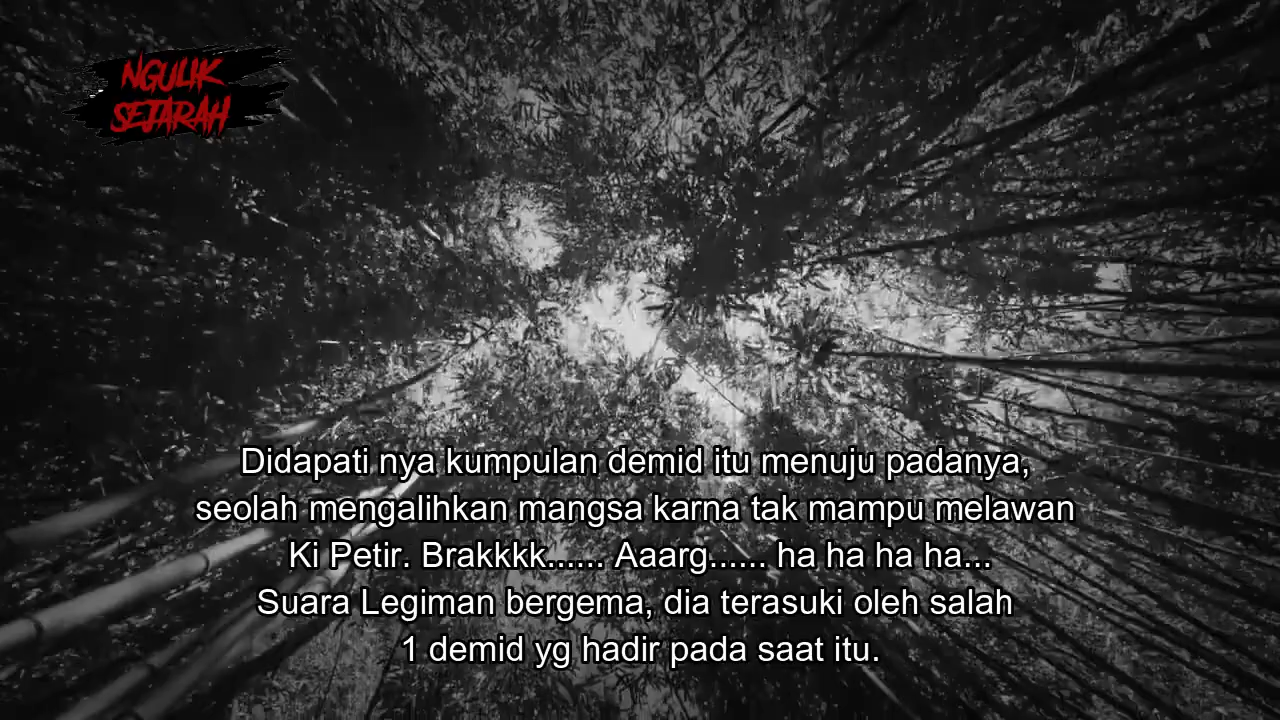 NGULIK
SEJARAH
Didapati nya kumpulan demid itu menuju padanya,
seolah mengalihkan mangsa karna tak mampu melawan
Ki Petir. Brakkkk...... Aaarg...... ha ha ha ha...
Suara Legiman bergema, dia terasuki oleh salah
1 demid yg hadir pada saat itu.